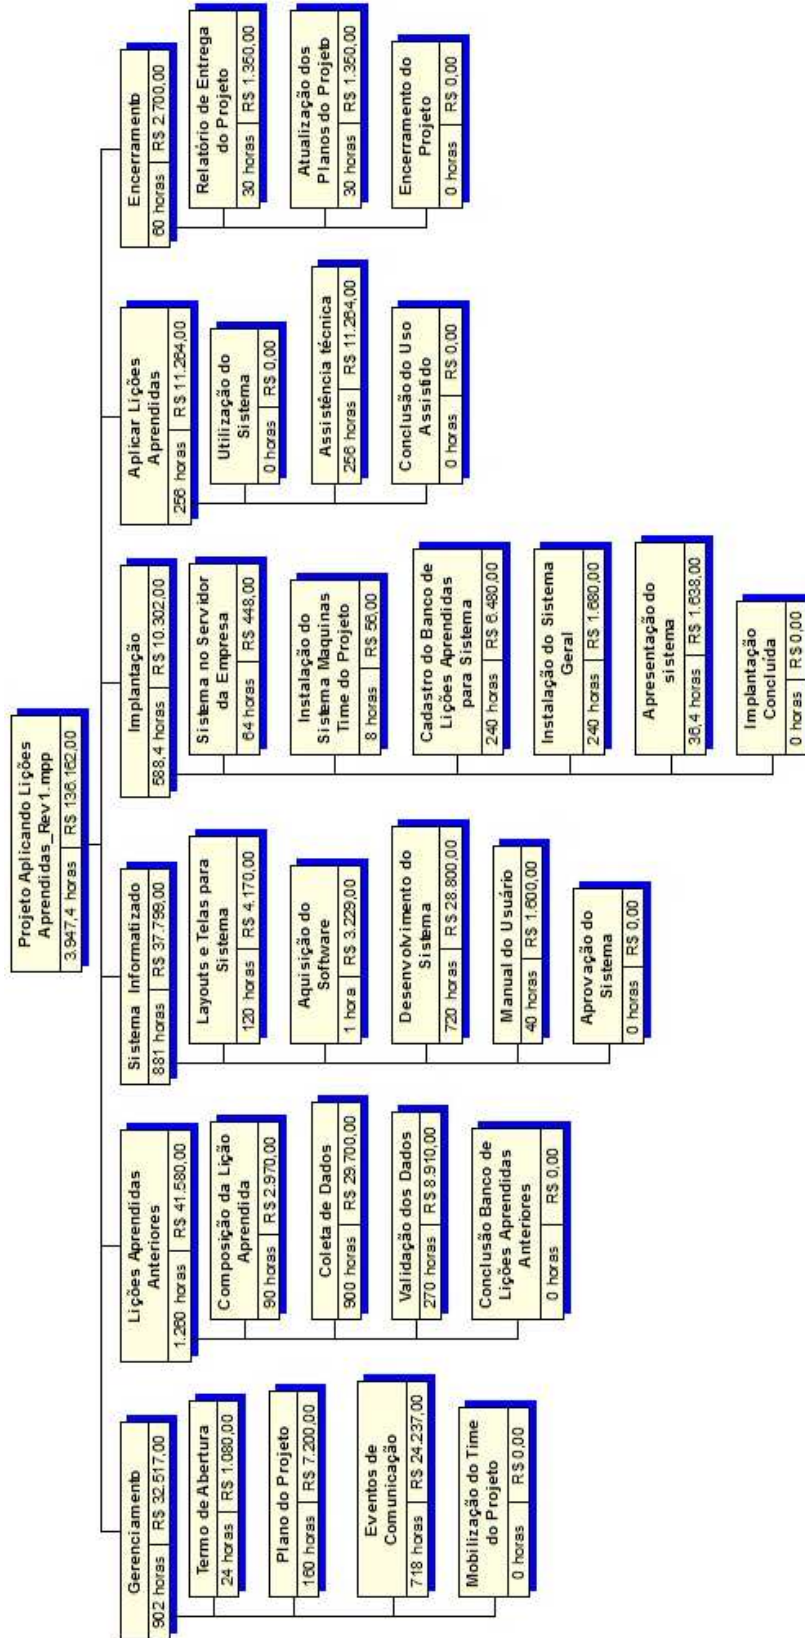 Projeto Aplicando Lições
Aprendidas_Rev1.mpp
3.947,4 horas R$ 136.162,00
Gerenciamento
902 horas R$ 32.517,00
Termo de Abertura
24 horas R$ 1.080,00
Plano do Projeto
160 horas R$ 7.200,00
Eventos de
Comunicação
718 horas R$ 24.237,00
Mobilização do Time
do Projeto
0 horas R$ 0,00
Lições Aprendidas
Anteriores
1.260 horas R$ 41.580,00
Composição da Lição
Aprendida
90 horas R$ 2.970,00
Coleta de Dados
900 horas R$ 29.700,00
Validação dos Dados
270 horas R$ 8.910,00
Conclusão Banco de
Lições Aprendidas
Anteriores
0 horas R$ 0,00
Sistema Informatizado
881 horas R$ 37.799,00
Layouts e Telas para
Sistema
120 horas R$ 4.170,00
Aquisição do
Software
1 hora R$ 3.229,00
Desenvolvimento do
Sistema
720 horas R$ 28.800,00
Manual do Usuário
40 horas R$ 1.600,00
Aprovação do
Sistema
0 horas R$ 0,00
Implantação
588,4 horas R$ 10.302,00
Sistema no Servidor
da Empresa
64 horas R$ 448,00
Instalação do
Sistema Maquinas
Time do Projeto
8 horas R$ 56,00
Cadastro do Banco de
Lições Aprendidas
para Sistema
240 horas R$ 6.480,00
Instalação do Sistema
Geral
240 horas R$ 1.680,00
Apresentação do
sistema
36,4 horas R$ 1.638,00
Implantação
Concluída
0 horas R$ 0,00
Aplicar Lições
Aprendidas
256 horas R$ 11.264,00
Utilização do
Sistema
0 horas R$ 0,00
Assistência técnica
256 horas R$ 11.264,00
Conclusão do Uso
Assistido
0 horas R$ 0,00
Encerramento
60 horas R$ 2.700,00
Relatório de Entrega
do Projeto
30 horas R$ 1.350,00
Atualização dos
Planos do Projeto
30 horas R$ 1.350,00
Encerramento do
Projeto
0 horas R$ 0,00